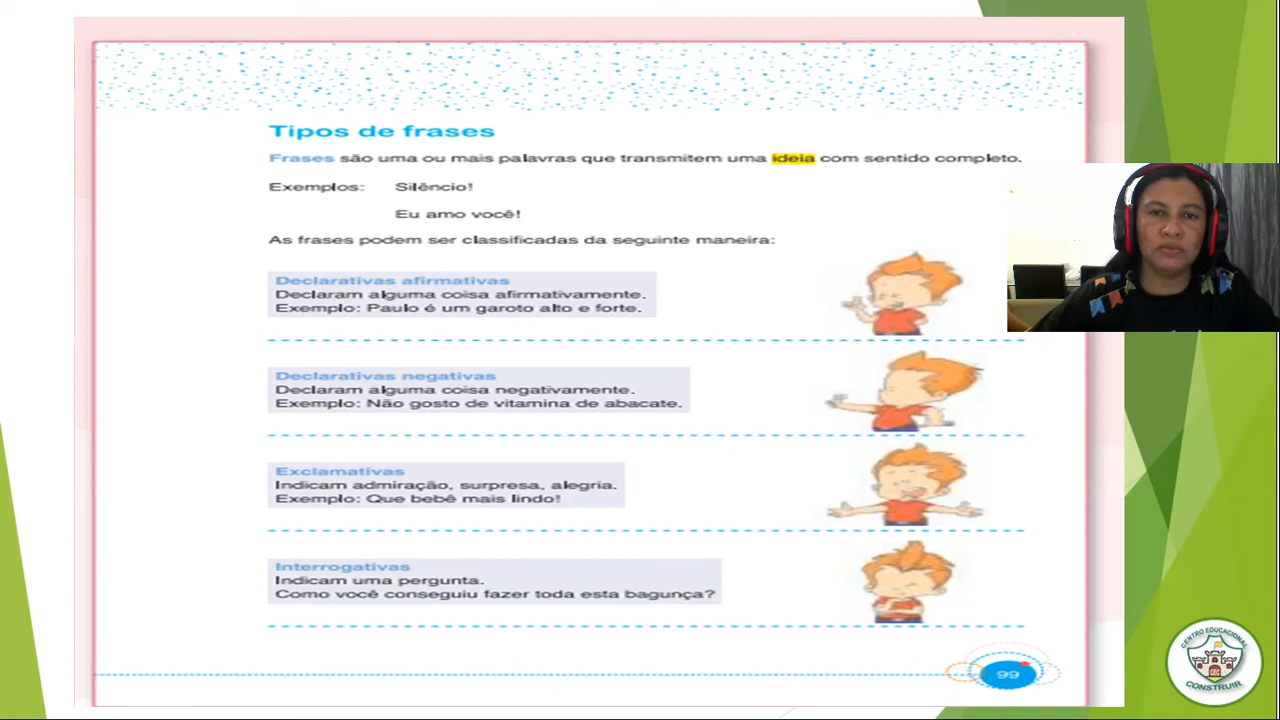 Tipos de frases
Frases são uma ou mais palavras que transmitem uma ideia com sentido completo.
Exemplos: Silêncio!
Eu amo você!
As frases podem ser classificadas da seguinte maneira:
Declarativas afirmativas
Declaram alguma coisa afirmativamente.
Exemplo: Paulo é um garoto alto e forte.
Declarativas negativas
Declaram alguma coisa negativamente.
Exemplo: Não gosto de vitamina de abacate.
Exclamativas
Indicam admiração, surpresa, alegria.
Exemplo: Que bebê mais lindo!
Interrogativas
Indicam uma pergunta.
Como você conseguiu fazer toda esta bagunça?
99
CENTRO EDUCACIONAL
CEC
CONSTRUIR